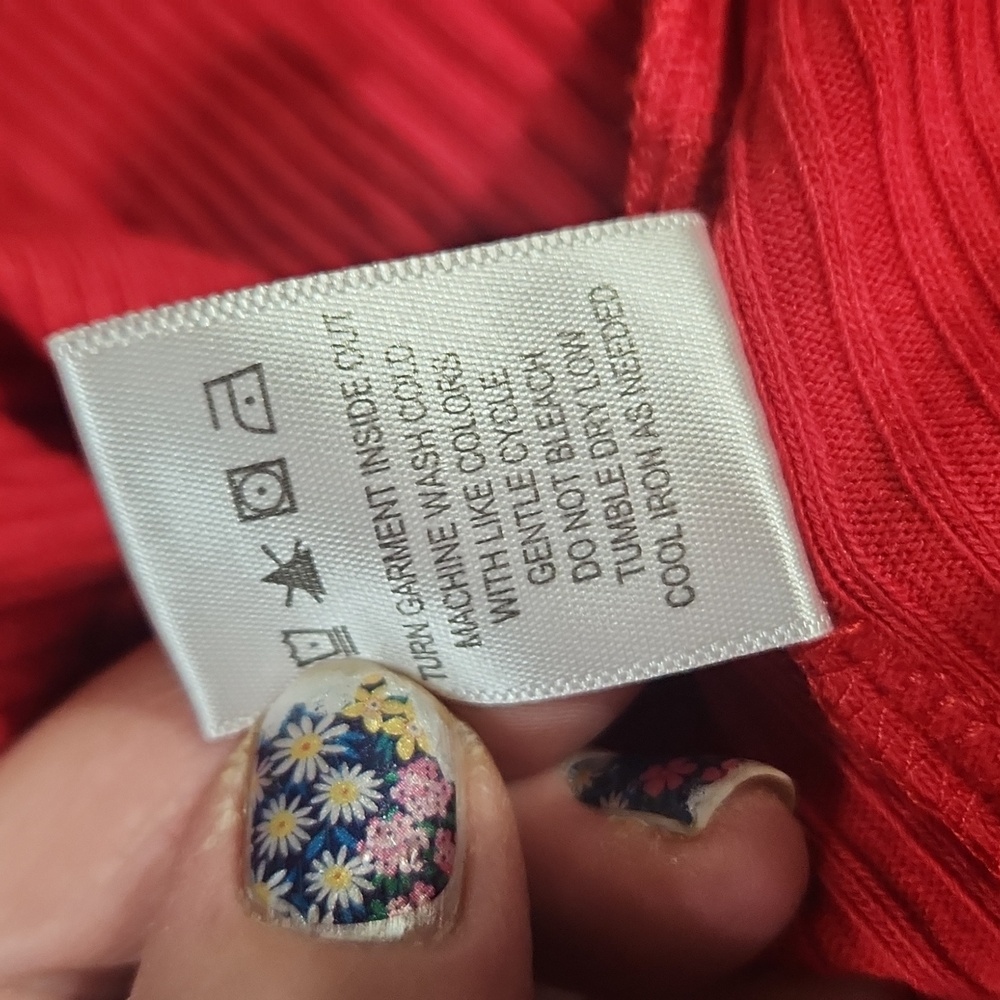 TURN GARMENT INSIDE OUT
MACHINE WASH COLD
WITH LIKE COLORS
GENTLE CYCLE
DO NOT BLEACH
TUMBLE DRY LOW
COOL IRON AS NEEDED